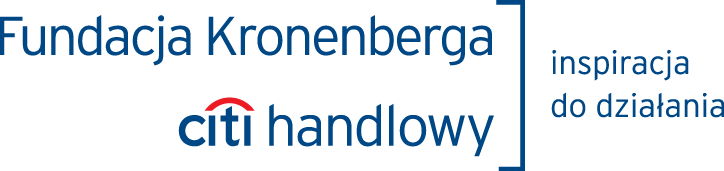 Fundacja Kronenberga
citi handlowy
inspiracja
do działania